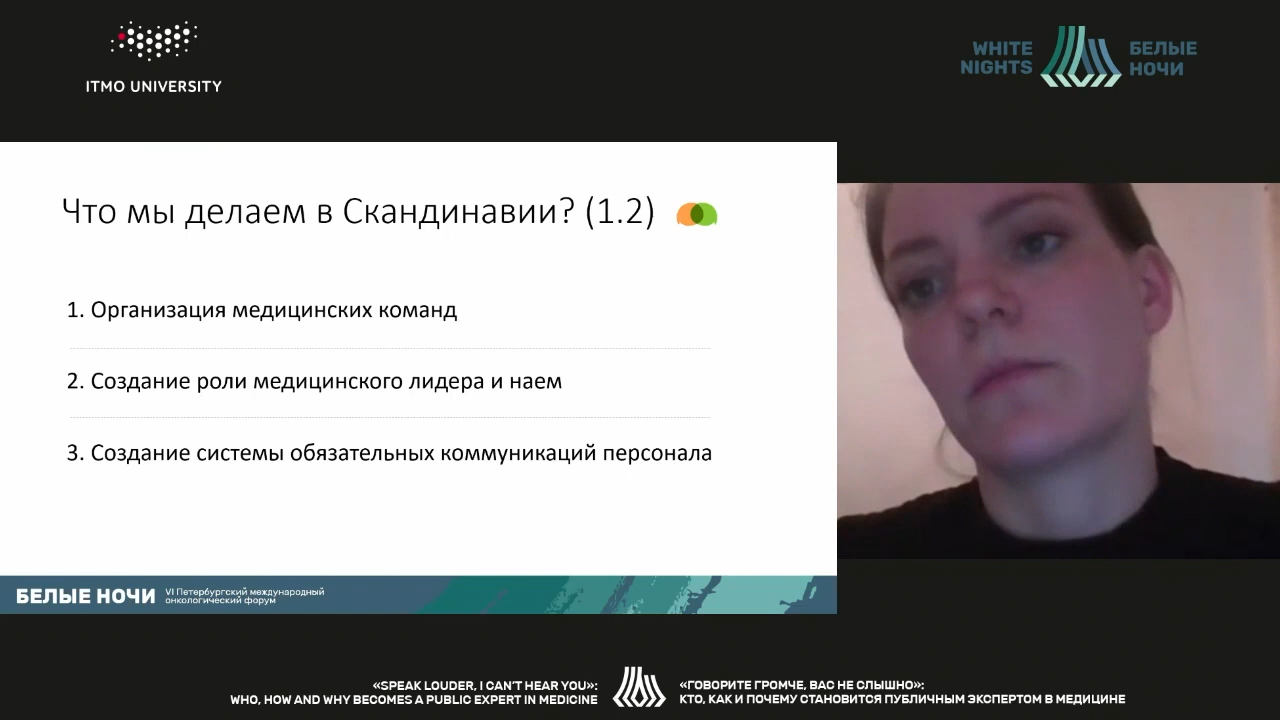 ITMO UNIVERSITY
WHITE
NIGHTS
БЕЛЫЕ
НОЧИ
Что мы делаем в Скандинавии? (1.2)
1. Организация медицинских команд
2. Создание роли медицинского лидера и наем
3. Создание системы обязательных коммуникаций персонала
БЕЛЫЕ НОЧИ
VI Петербургский международный
онкологический форум
«SPEAK LOUDER, I CAN'T HEAR YOU»:
WHO, HOW AND WHY BECOMES A PUBLIC EXPERT IN MEDICINE
«ГОВОРИТЕ ГРОМЧЕ, ВАС НЕ СЛЫШНО»:
КТО, КАК И ПОЧЕМУ СТАНОВИТСЯ ПУБЛИЧНЫМ ЭКСПЕРТОМ В МЕДИЦИНЕ